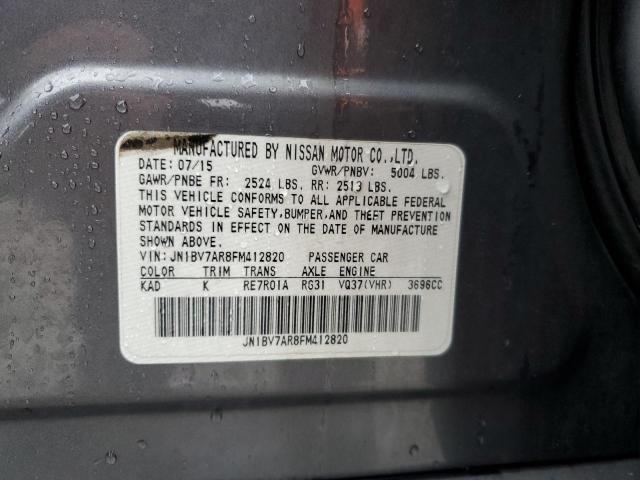 MANUFACTURED BY NISSAN MOTOR CO.,LTD.
DATE: 07/15 GVWR/PNBV: 5004 LBS.
GAWR/PNBE FR: 2524 LBS. RR: 2513 LBS.
THIS VEHICLE CONFORMS TO ALL APPLICABLE FEDERAL
MOTOR VEHICLE SAFETY,BUMPER,AND THEFT PREVENTION
STANDARDS IN EFFECT ON THE DATE OF MANUFACTURE
SHOWN ABOVE.
VIN: JN1BV7AR8FM412820 PASSENGER CAR
COLOR TRIM TRANS AXLE ENGINE
KAD K RE7R01A RG31 VQ37(VHR) 3696CC
JN1BV7AR8FM412820